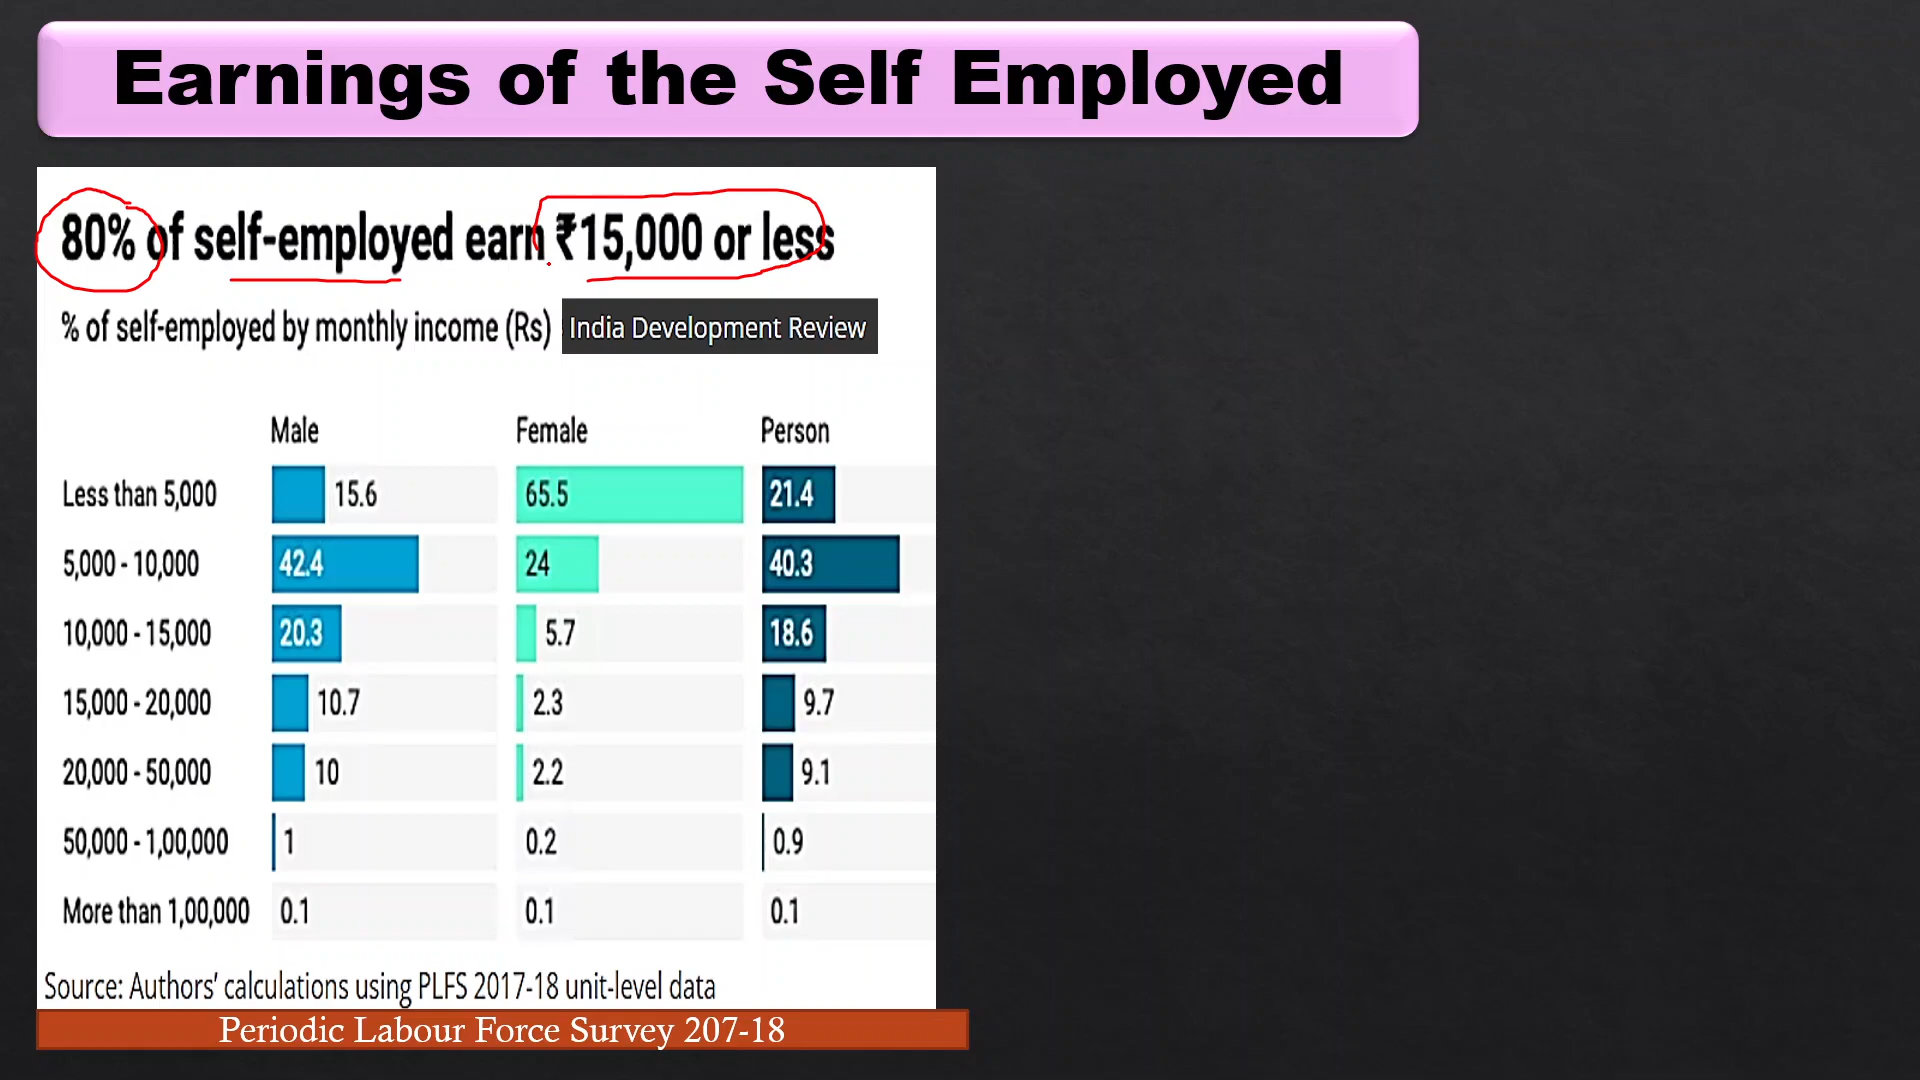 Earnings of the Self Employed
80% of self-employed earn ₹15,000 or less
% of self-employed by monthly income (Rs) India Development Review
Male Female Person
Less than 5,000 15.6 65.5 21.4
5,000 - 10,000 42.4 24 40.3
10,000 - 15,000 20.3 5.7 18.6
15,000 - 20,000 10.7 2.3 9.7
20,000 - 50,000 10 2.2 9.1
50,000 - 1,00,000 1 0.2 0.9
More than 1,00,000 0.1 0.1 0.1
Source: Authors' calculations using PLFS 2017-18 unit-level data
Periodic Labour Force Survey 207-18